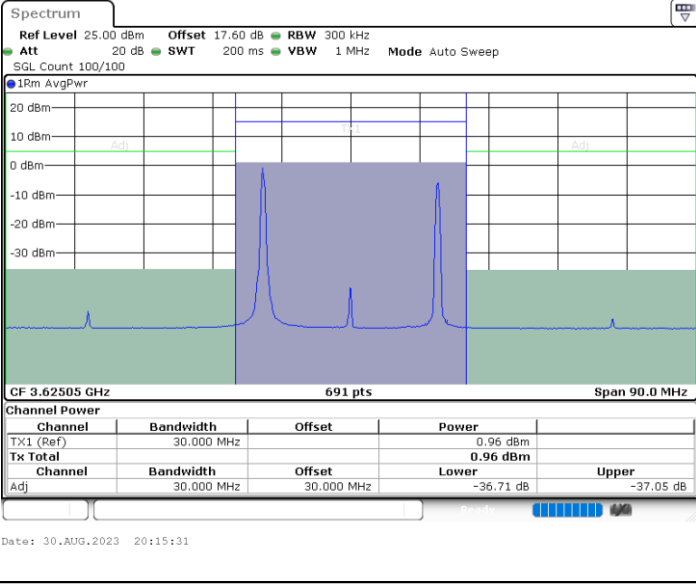 Spectrum
Ref Level 25.00 dBm Offset 17.60 dB RBW 300 kHz
Att 20 dB SWT 200 ms VBW 1 MHz Mode Auto Sweep
SGL Count 100/100
1Rm AvgPwr
20 dBm
Tx1
10 dBm
Adj Adj
0 dBm
-10 dBm
-20 dBm
-30 dBm
CF 3.62505 GHz 691 pts Span 90.0 MHz
Channel Power
Channel Bandwidth Offset Power
TX1 (Ref) 30.000 MHz 0.96 dBm
Tx Total 0.96 dBm
Channel Bandwidth Offset Lower Upper
Adj 30.000 MHz 30.000 MHz -36.71 dB -37.05 dB
Ready
Date: 30.AUG.2023 20:15:31